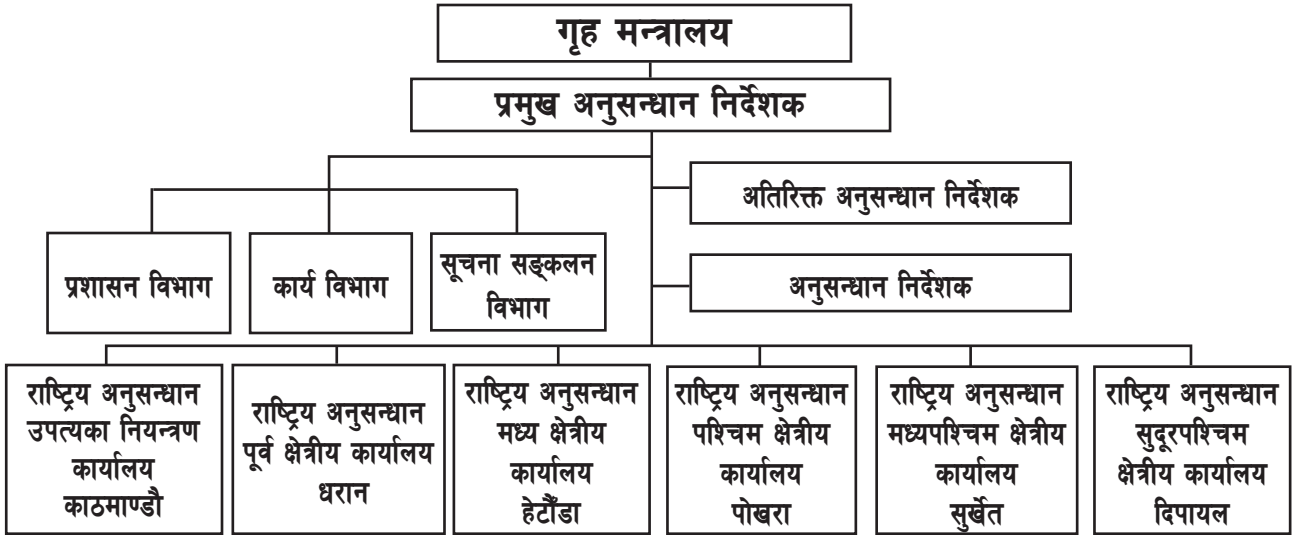 गृह मन्त्रालय
प्रमुख अनुसन्धान निर्देशक
अतिरिक्त अनुसन्धान निर्देशक
प्रशासन विभाग
कार्य विभाग
सूचना सङ्कलन
विभाग
अनुसन्धान निर्देशक
राष्ट्रिय अनुसन्धान
उपत्यका नियन्त्रण
कार्यालय
काठमाण्डौ
राष्ट्रिय अनुसन्धान
पूर्व क्षेत्रीय कार्यालय
धरान
राष्ट्रिय अनुसन्धान
मध्य क्षेत्रीय
कार्यालय
हेटौँडा
राष्ट्रिय अनुसन्धान
पश्चिम क्षेत्रीय
कार्यालय
पोखरा
राष्ट्रिय अनुसन्धान
मध्यपश्चिम क्षेत्रीय
कार्यालय
सुर्खेत
राष्ट्रिय अनुसन्धान
सुदूरपश्चिम
क्षेत्रीय कार्यालय
दिपायल